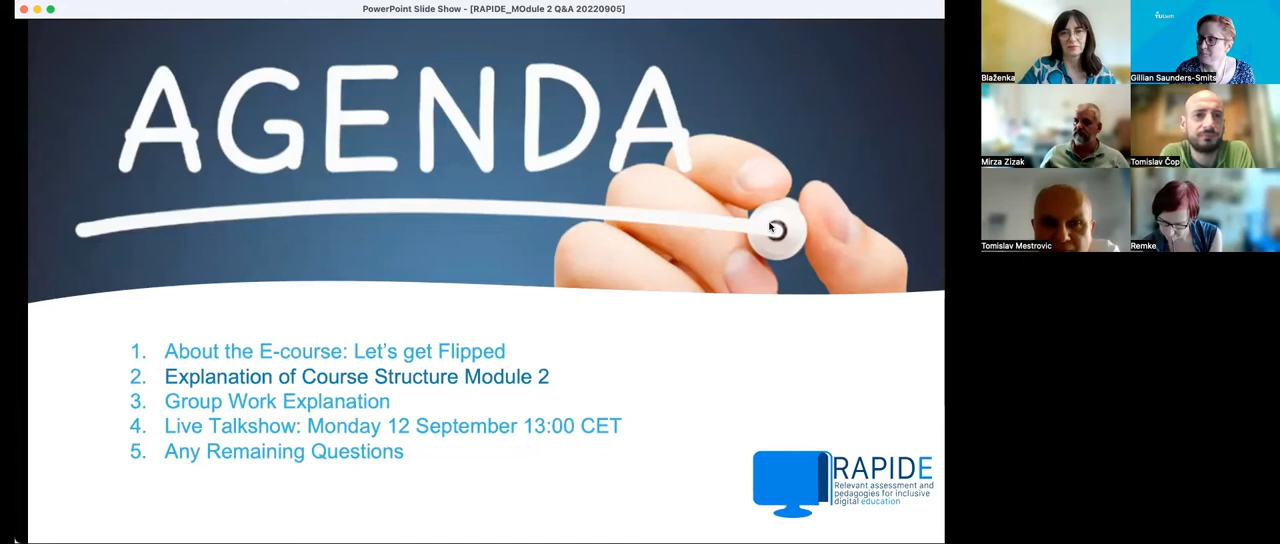 PowerPoint Slide Show - [RAPIDE_MOdule 2 Q&A 20220905]
AGENDA
1. About the E-course: Let's get Flipped
2. Explanation of Course Structure Module 2
3. Group Work Explanation
4. Live Talkshow: Monday 12 September 13:00 CET
5. Any Remaining Questions
RAPIDE
Relevant assessment and
pedagogies for inclusive
digital education
Blaženka
Gillian Saunders-Smits
Mirza Zizak
Tomislav Čop
Tomislav Mestrovic
Remke